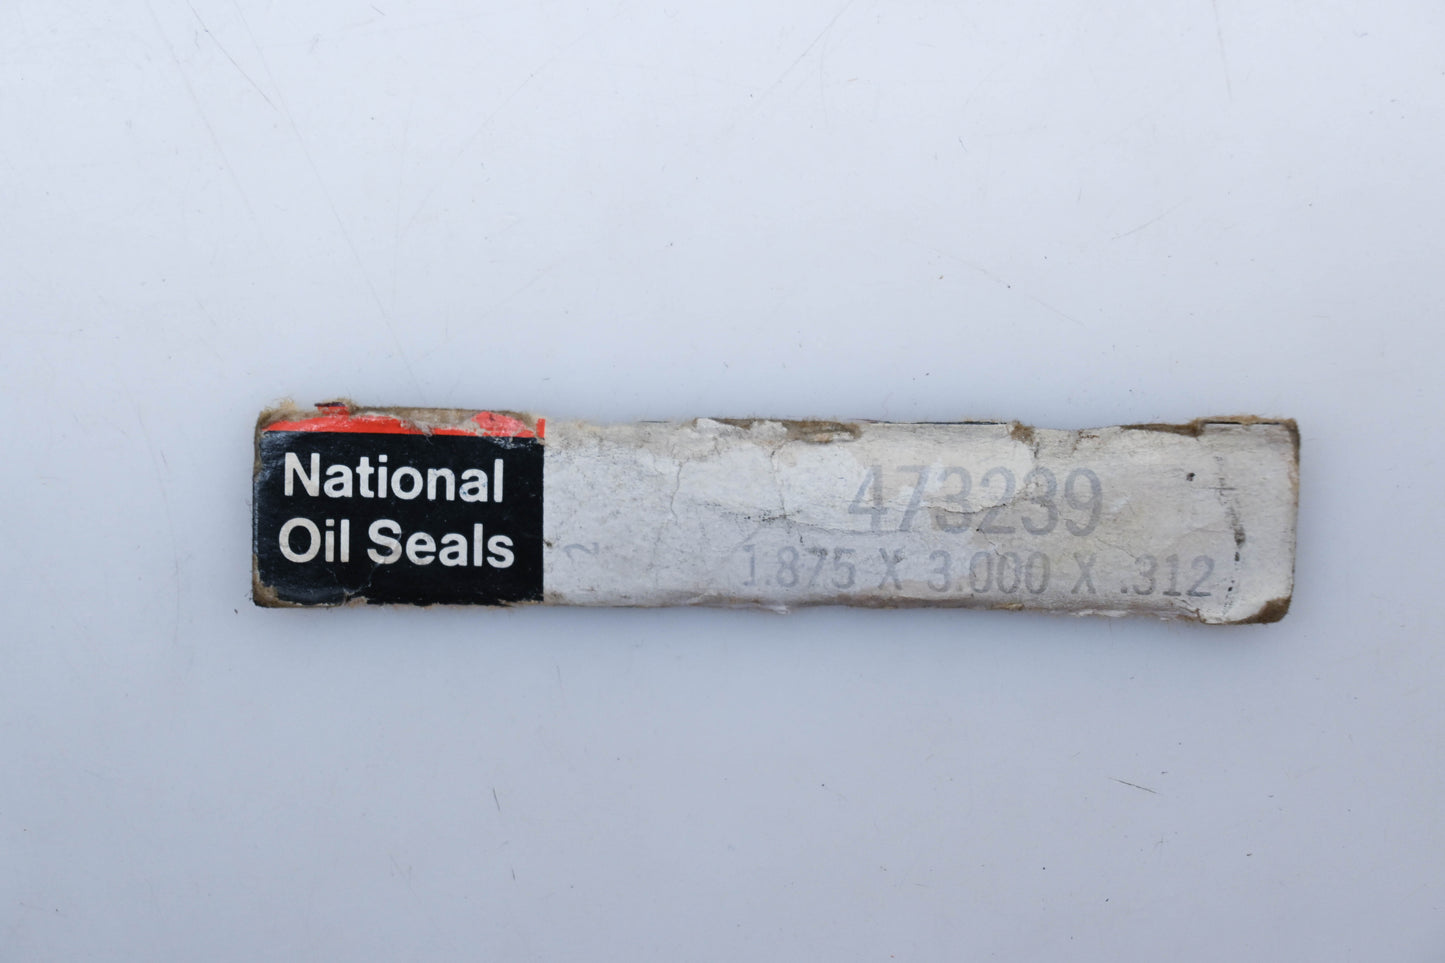 National
Oil Seals
473239
1.875 X 3.000 X .312